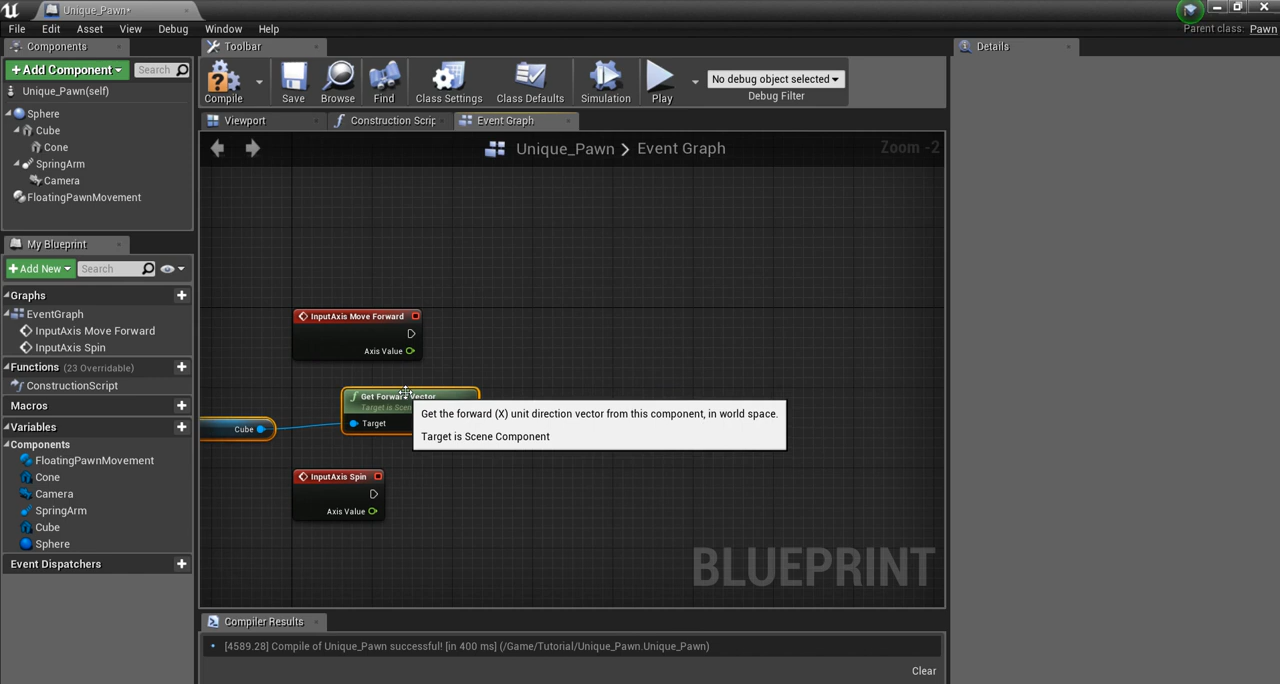 Unique_Pawn*
File Edit Asset View Debug Window Help
Parent class: Pawn
Components
+Add Component
Search
Unique_Pawn(self)
Sphere
Cube
Cone
SpringArm
Camera
FloatingPawnMovement
My Blueprint
+Add New
Search
Graphs
EventGraph
InputAxis Move Forward
InputAxis Spin
Functions (23 Overridable)
ConstructionScript
Macros
Variables
Components
FloatingPawnMovement
Cone
Camera
SpringArm
Cube
Sphere
Event Dispatchers
Toolbar
Compile
Save
Browse
Find
Class Settings
Class Defaults
Simulation
Play
No debug object selected
Debug Filter
Viewport
Construction Scrip
Event Graph
Unique_Pawn > Event Graph
Zoom -2
InputAxis Move Forward
Axis Value
Get Forward Vector
Target is Scen
Target
Cube
Get the forward (X) unit direction vector from this component, in world space.
Target is Scene Component
InputAxis Spin
Axis Value
BLUEPRINT
Compiler Results
[4589.28] Compile of Unique_Pawn successful! [in 400 ms] (/Game/Tutorial/Unique_Pawn.Unique_Pawn)
Clear
Details